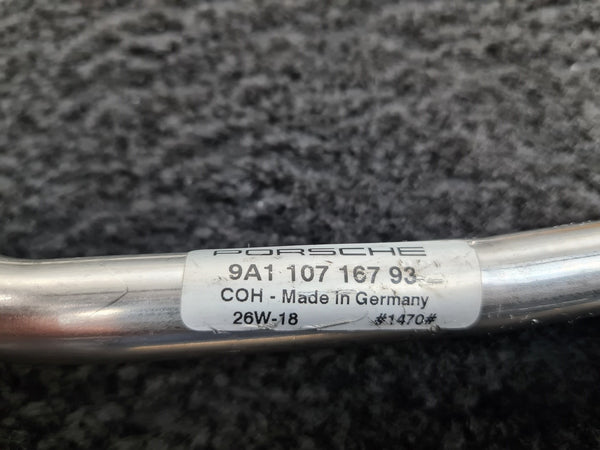 PORSCHE
9A1 107 167 93
COH - Made in Germany
26W-18 #1470#